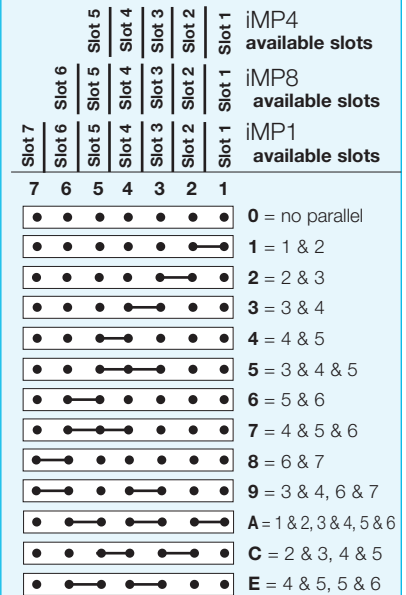 Slot 5 Slot 4 Slot 3 Slot 2 Slot 1 iMP4
available slots
Slot 6 Slot 5 Slot 4 Slot 3 Slot 2 Slot 1 iMP8
available slots
Slot 7 Slot 6 Slot 5 Slot 4 Slot 3 Slot 2 Slot 1 iMP1
available slots
7 6 5 4 3 2 1
0 = no parallel
1 = 1 & 2
2 = 2 & 3
3 = 3 & 4
4 = 4 & 5
5 = 3 & 4 & 5
6 = 5 & 6
7 = 4 & 5 & 6
8 = 6 & 7
9 = 3 & 4, 6 & 7
A = 1 & 2, 3 & 4, 5 & 6
C = 2 & 3, 4 & 5
E = 4 & 5, 5 & 6